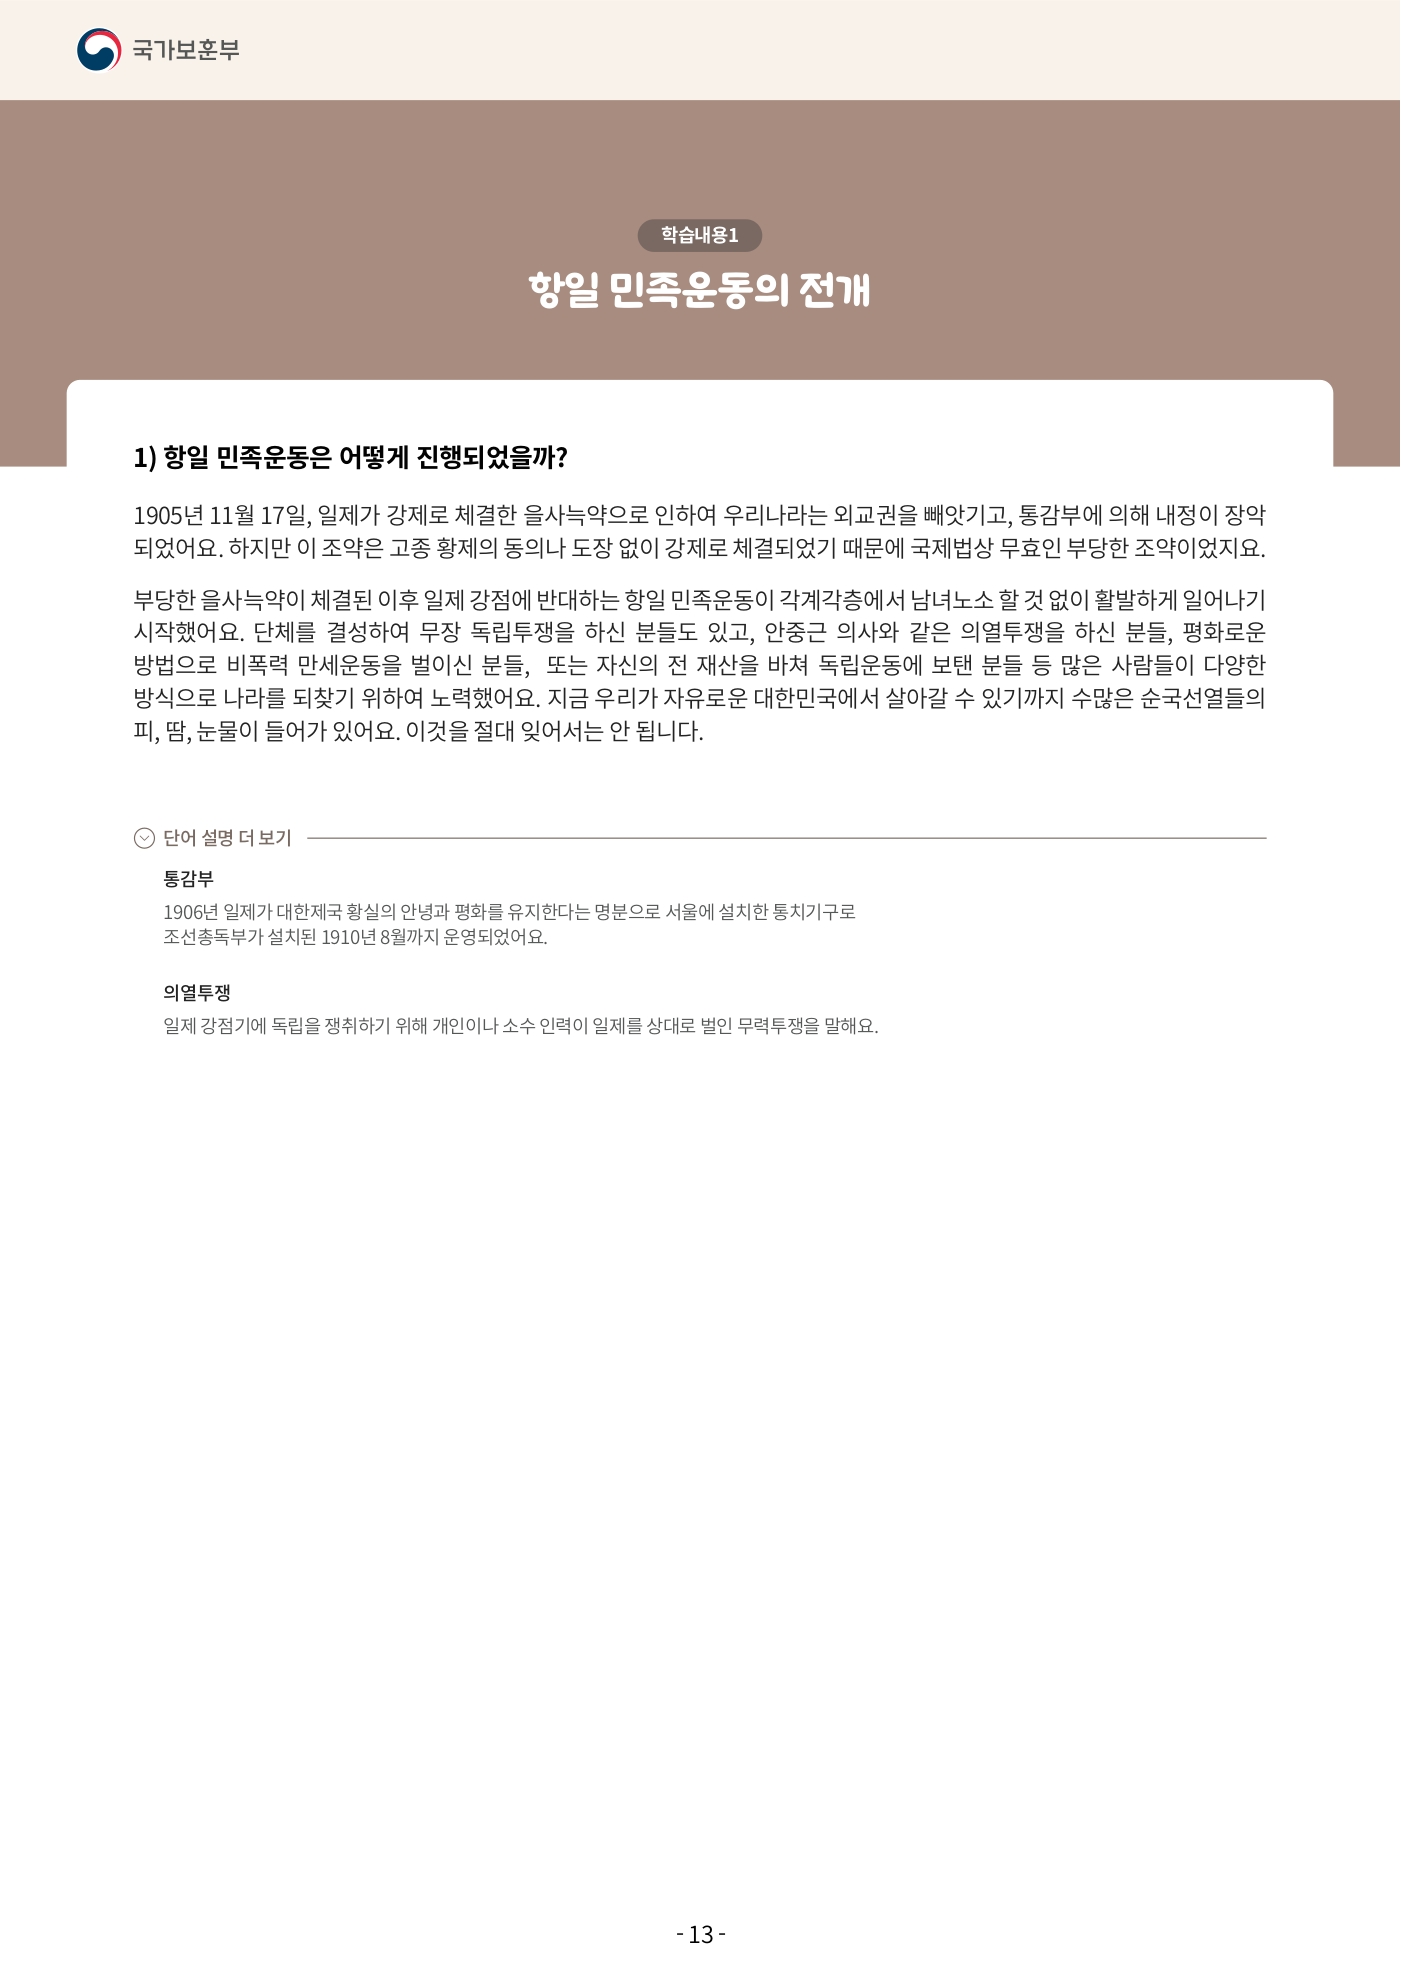 국가보훈부
학습내용1
항일 민족운동의 전개
1) 항일 민족운동은 어떻게 진행되었을까?
1905년 11월 17일, 일제가 강제로 체결한 을사늑약으로 인하여 우리나라는 외교권을 빼앗기고, 통감부에 의해 내정이 장악
되었어요. 하지만 이 조약은 고종 황제의 동의나 도장 없이 강제로 체결되었기 때문에 국제법상 무효인 부당한 조약이었지요.
부당한 을사늑약이 체결된 이후 일제 강점에 반대하는 항일 민족운동이 각계각층에서 남녀노소 할 것 없이 활발하게 일어나기
시작했어요. 단체를 결성하여 무장 독립투쟁을 하신 분들도 있고, 안중근 의사와 같은 의열투쟁을 하신 분들, 평화로운
방법으로 비폭력 만세운동을 벌이신 분들, 또는 자신의 전 재산을 바쳐 독립운동에 보탠 분들 등 많은 사람들이 다양한
방식으로 나라를 되찾기 위하여 노력했어요. 지금 우리가 자유로운 대한민국에서 살아갈 수 있기까지 수많은 순국선열들의
피, 땀, 눈물이 들어가 있어요. 이것을 절대 잊어서는 안 됩니다.
단어 설명 더 보기
통감부
1906년 일제가 대한제국 황실의 안녕과 평화를 유지한다는 명분으로 서울에 설치한 통치기구로
조선총독부가 설치된 1910년 8월까지 운영되었어요.
의열투쟁
일제 강점기에 독립을 쟁취하기 위해 개인이나 소수 인력이 일제를 상대로 벌인 무력투쟁을 말해요.
- 13 -